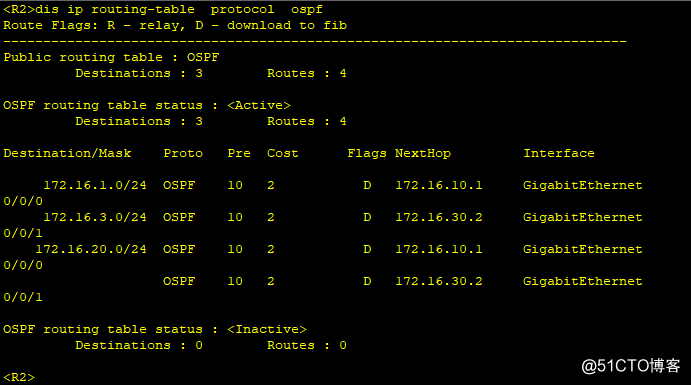 <R2>dis ip routing-table  protocol  ospf
Route Flags: R - relay, D - download to fib
------------------------------------------------------------------------------
Public routing table : OSPF
         Destinations : 3        Routes : 4
OSPF routing table status : <Active>
         Destinations : 3        Routes : 4
Destination/Mask    Proto   Pre  Cost      Flags NextHop         Interface
     172.16.1.0/24  OSPF    10   2           D   172.16.10.1     GigabitEthernet
0/0/0
     172.16.3.0/24  OSPF    10   2           D   172.16.30.2     GigabitEthernet
0/0/1
    172.16.20.0/24  OSPF    10   2           D   172.16.10.1     GigabitEthernet
0/0/0
                    OSPF    10   2           D   172.16.30.2     GigabitEthernet
0/0/1
OSPF routing table status : <Inactive>
         Destinations : 0        Routes : 0
<R2>
@51CTO博客